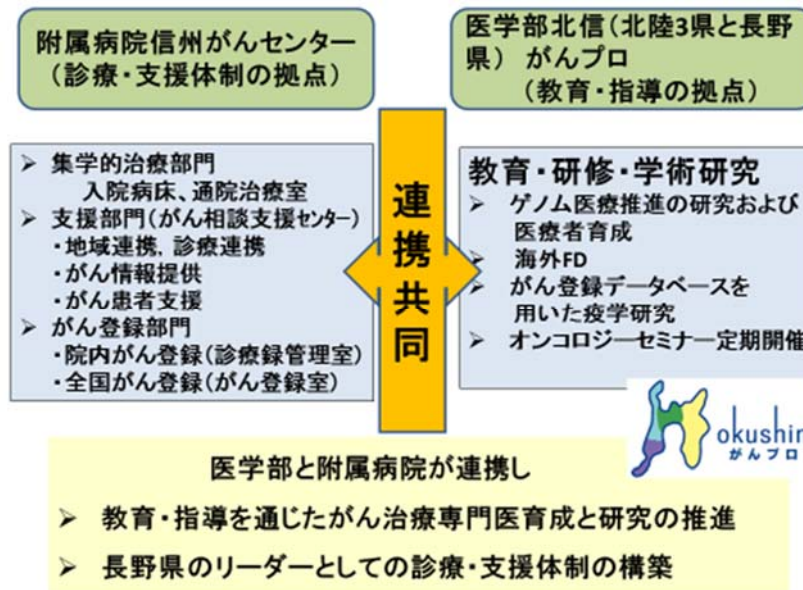 附属病院信州がんセンター
(診療・支援体制の拠点)
医学部北信(北陸3県と長野
県) がんプロ
(教育・指導の拠点)
➢ 集学的治療部門
入院病床、通院治療室
➢ 支援部門(がん相談支援センター)
・地域連携, 診療連携
・がん情報提供
・がん患者支援
➢ がん登録部門
・院内がん登録(診療録管理室)
・全国がん登録(がん登録室)
連携共同
教育・研修・学術研究
➢ ゲノム医療推進の研究および
医療者育成
➢ 海外FD
➢ がん登録データベースを
用いた疫学研究
➢ オンコロジーセミナー定期開催
okushin
がんプロ
医学部と附属病院が連携し
➢ 教育・指導を通じたがん治療専門医育成と研究の推進
➢ 長野県のリーダーとしての診療・支援体制の構築